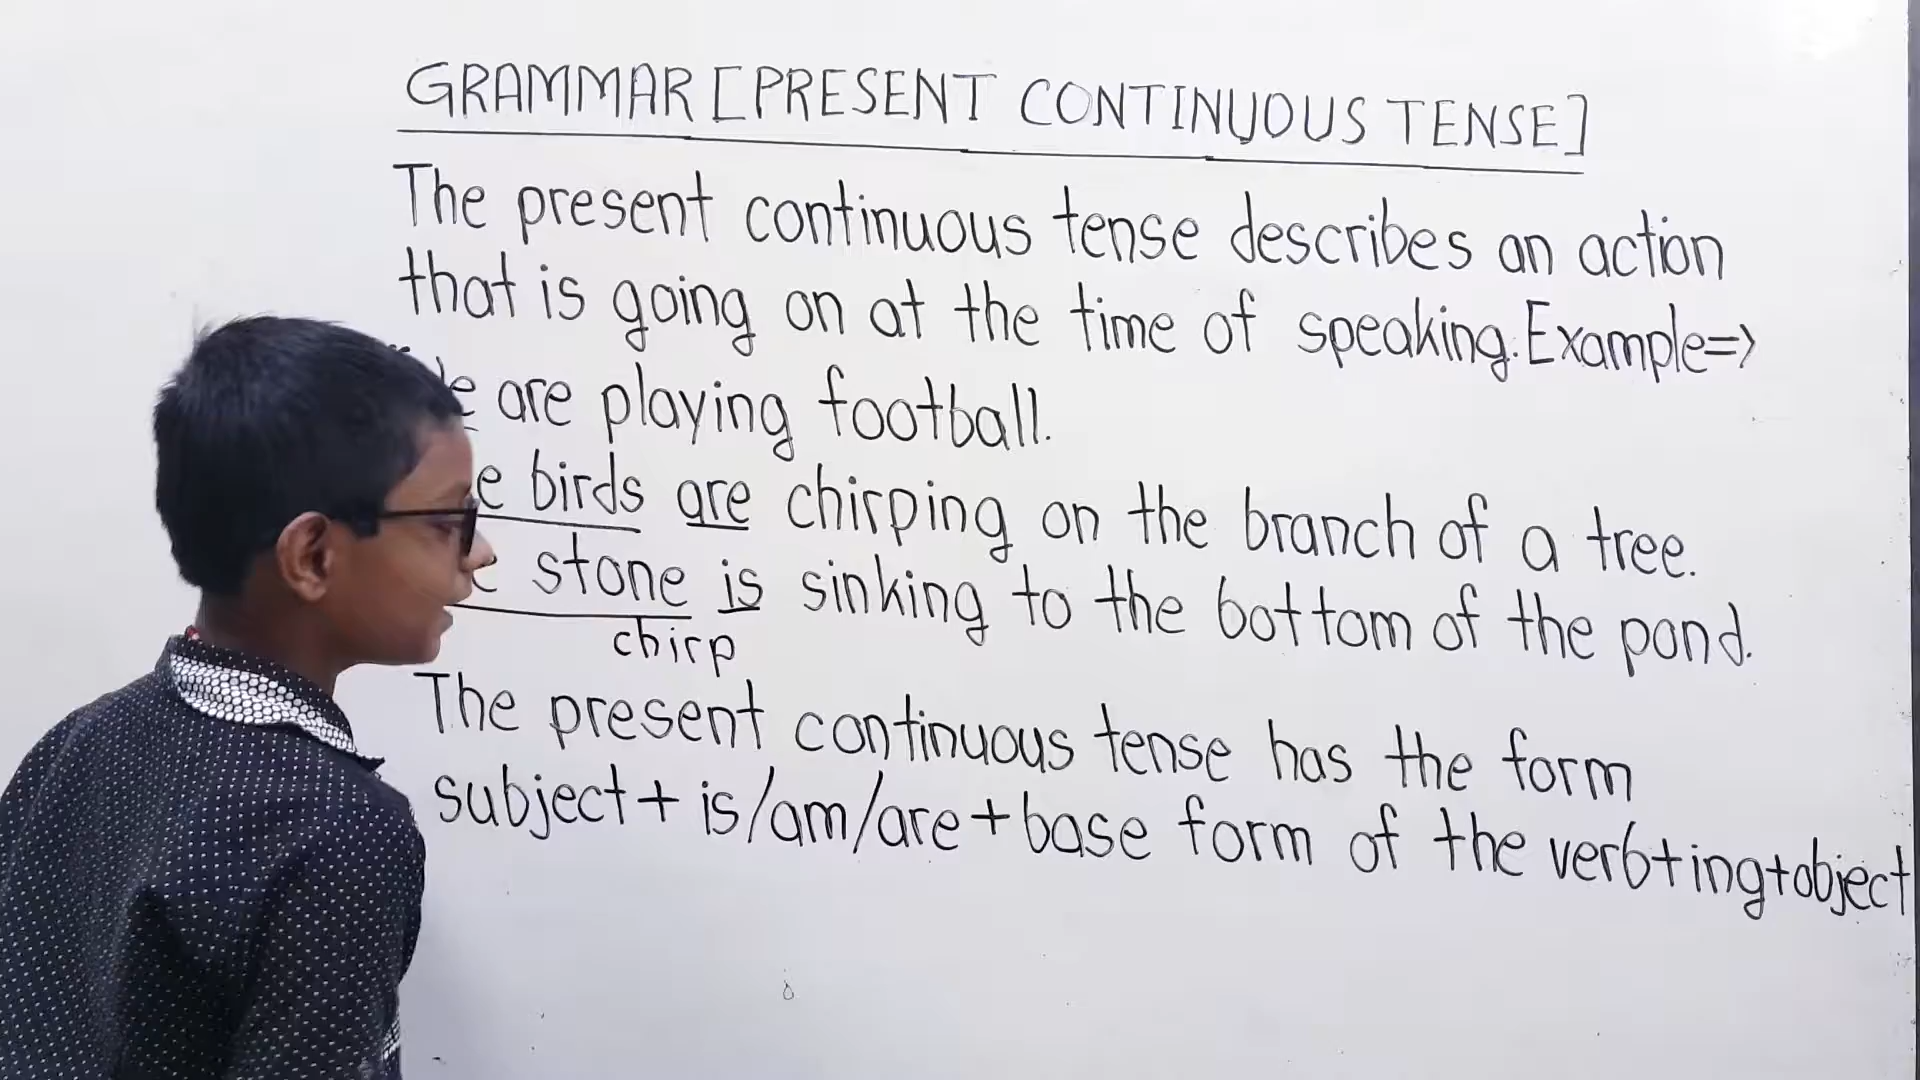 GRAMMAR [PRESENT CONTINUOUS TENSE]
The present continuous tense describes an action
that is going on at the time of speaking. Example=>
are playing football.
birds are chirping on the branch of a tree.
stone is sinking to the bottom of the pond.
chirp
The present continuous tense has the form
subject + is/am/are + base form of the verb+ing+object